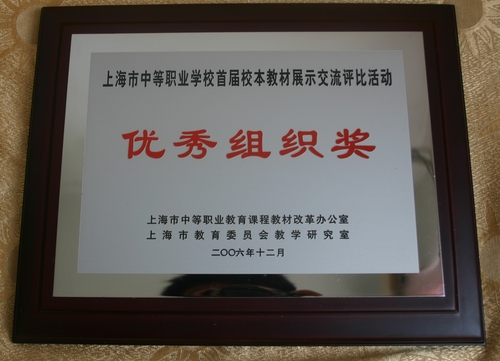 上海市中等职业学校首届校本教材展示交流评比活动
优秀组织奖
上海市中等职业教育课程教材改革办公室
上海市教育委员会教学研究室
二〇〇六年十二月